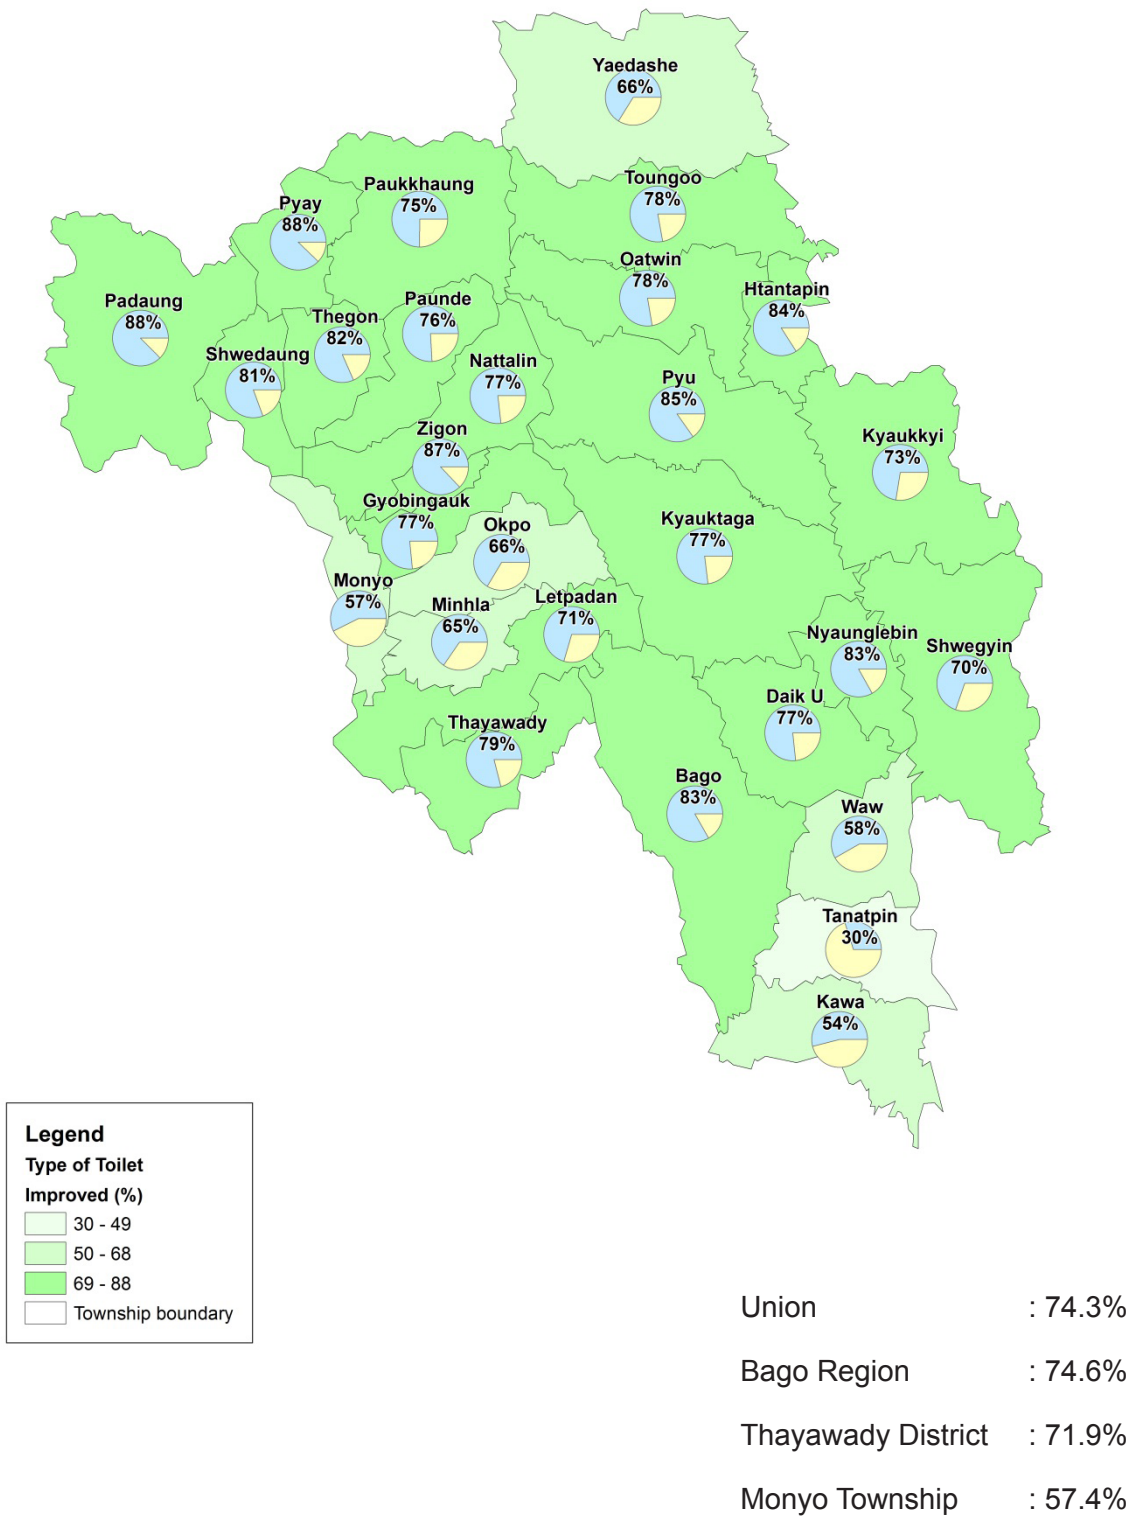 Yaedashe
66%
Toungoo
78%
Paukkhaung
75%
Pyay
88%
Oatwin
78%
Htantapin
84%
Padaung
88%
Paunde
76%
Thegon
82%
Shwedaung
81%
Nattalin
77%
Pyu
85%
Zigon
87%
Kyaukkyi
73%
Gyobingauk
77%
Okpo
66%
Kyauktaga
77%
Monyo
57%
Minhla
65%
Letpadan
71%
Nyaunglebin
83%
Shwegyin
70%
Daik U
77%
Thayawady
79%
Bago
83%
Waw
58%
Tanatpin
30%
Kawa
54%
Legend
Type of Toilet
Improved (%)
30 - 49
50 - 68
69 - 88
Township boundary
Union : 74.3%
Bago Region : 74.6%
Thayawady District : 71.9%
Monyo Township : 57.4%